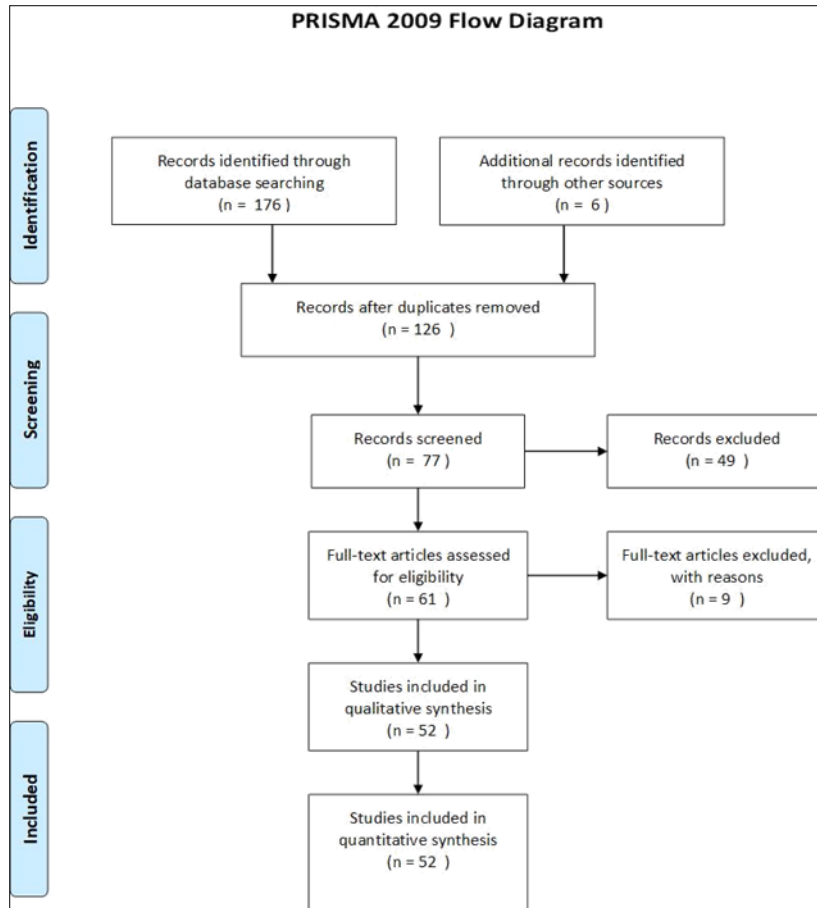 PRISMA 2009 Flow Diagram
Identification
Records identified through
database searching
(n = 176 )
Additional records identified
through other sources
(n = 6 )
Records after duplicates removed
(n = 126 )
Screening
Records screened
(n = 77 )
Records excluded
(n = 49 )
Eligibility
Full-text articles assessed
for eligibility
(n = 61 )
Full-text articles excluded,
with reasons
(n = 9 )
Studies included in
qualitative synthesis
(n = 52 )
Included
Studies included in
quantitative synthesis
(n = 52 )